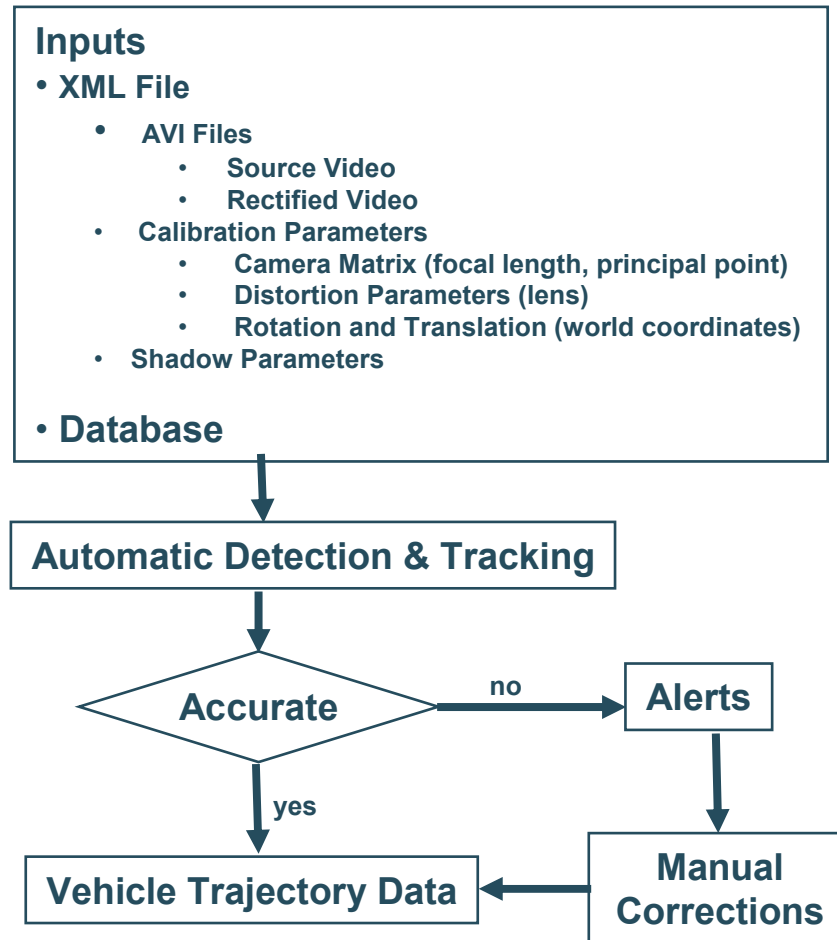 Inputs
• XML File
• AVI Files
• Source Video
• Rectified Video
• Calibration Parameters
• Camera Matrix (focal length, principal point)
• Distortion Parameters (lens)
• Rotation and Translation (world coordinates)
• Shadow Parameters
• Database
Automatic Detection & Tracking
Accurate
no
Alerts
yes
Vehicle Trajectory Data
Manual
Corrections